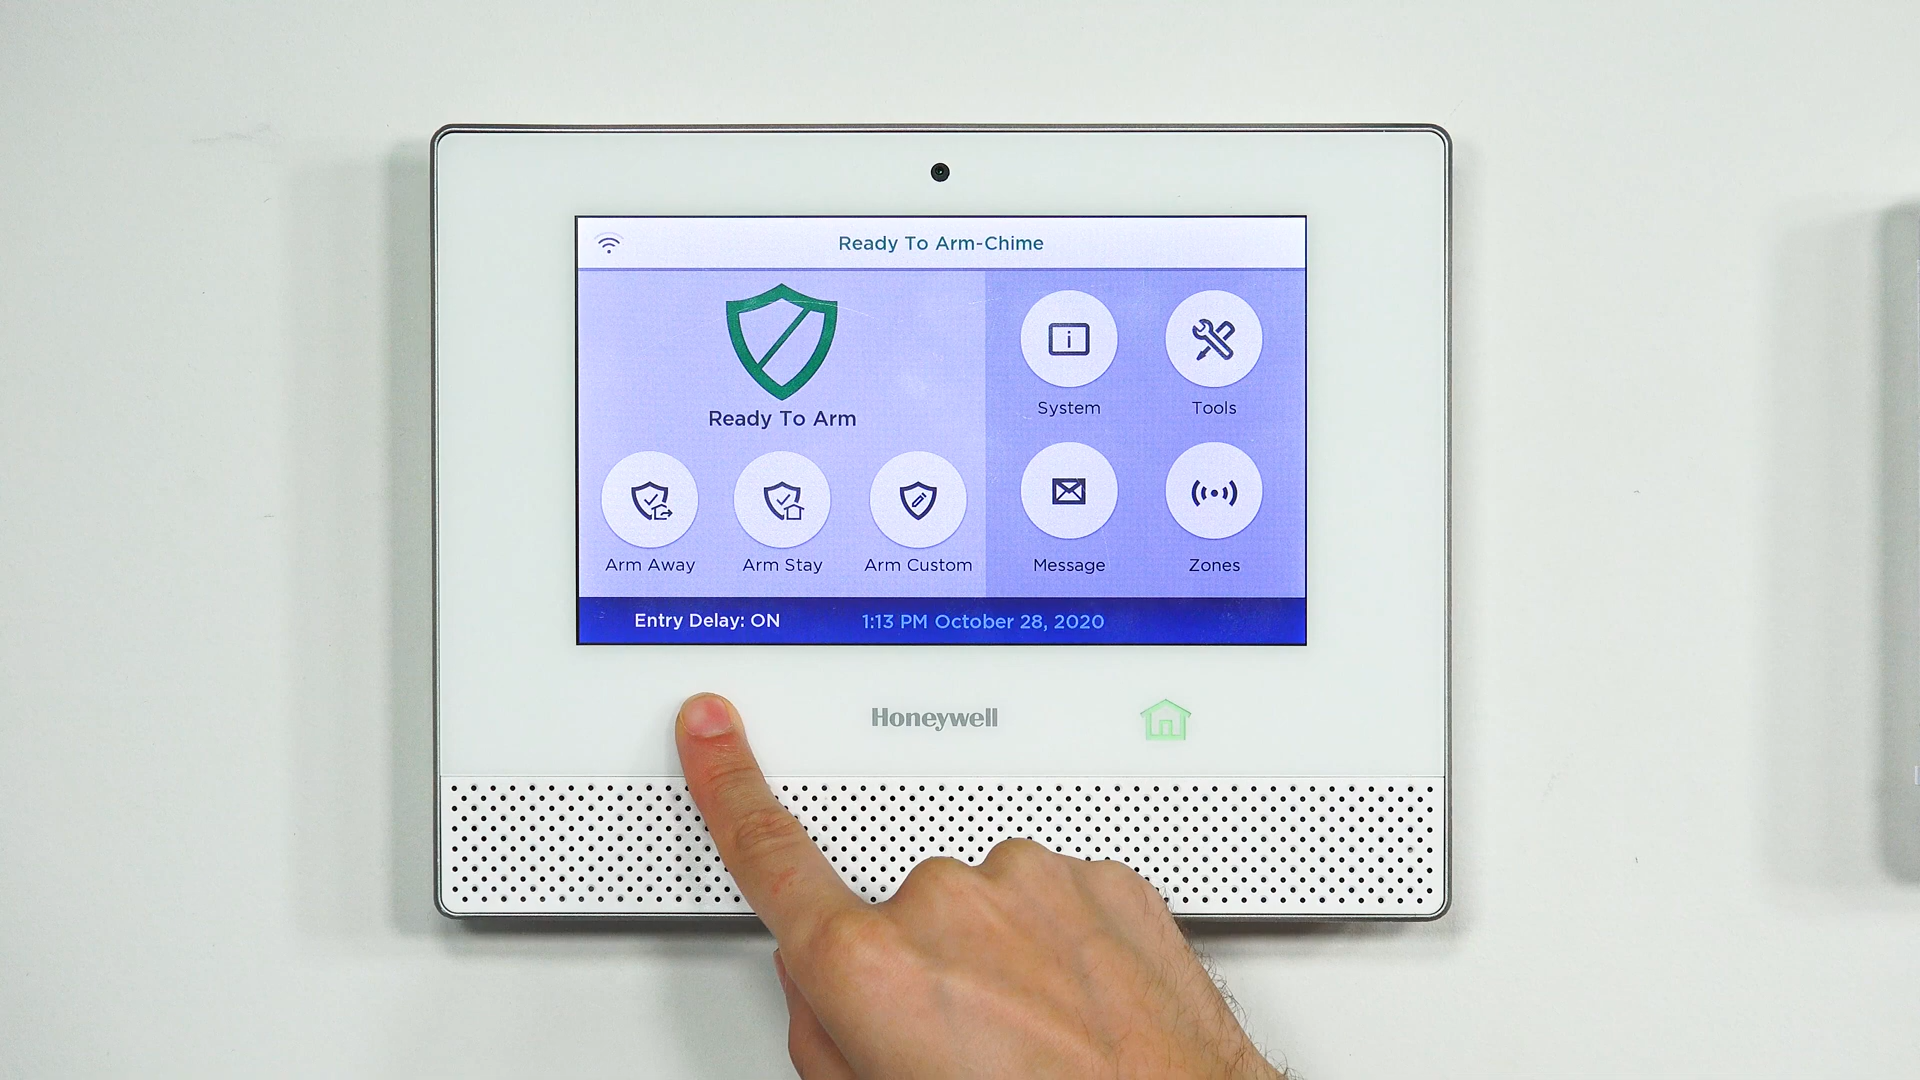 Ready To Arm-Chime
Ready To Arm
System
Tools
Arm Away
Arm Stay
Arm Custom
Message
Zones
Entry Delay: ON
1:13 PM October 28, 2020
Honeywell